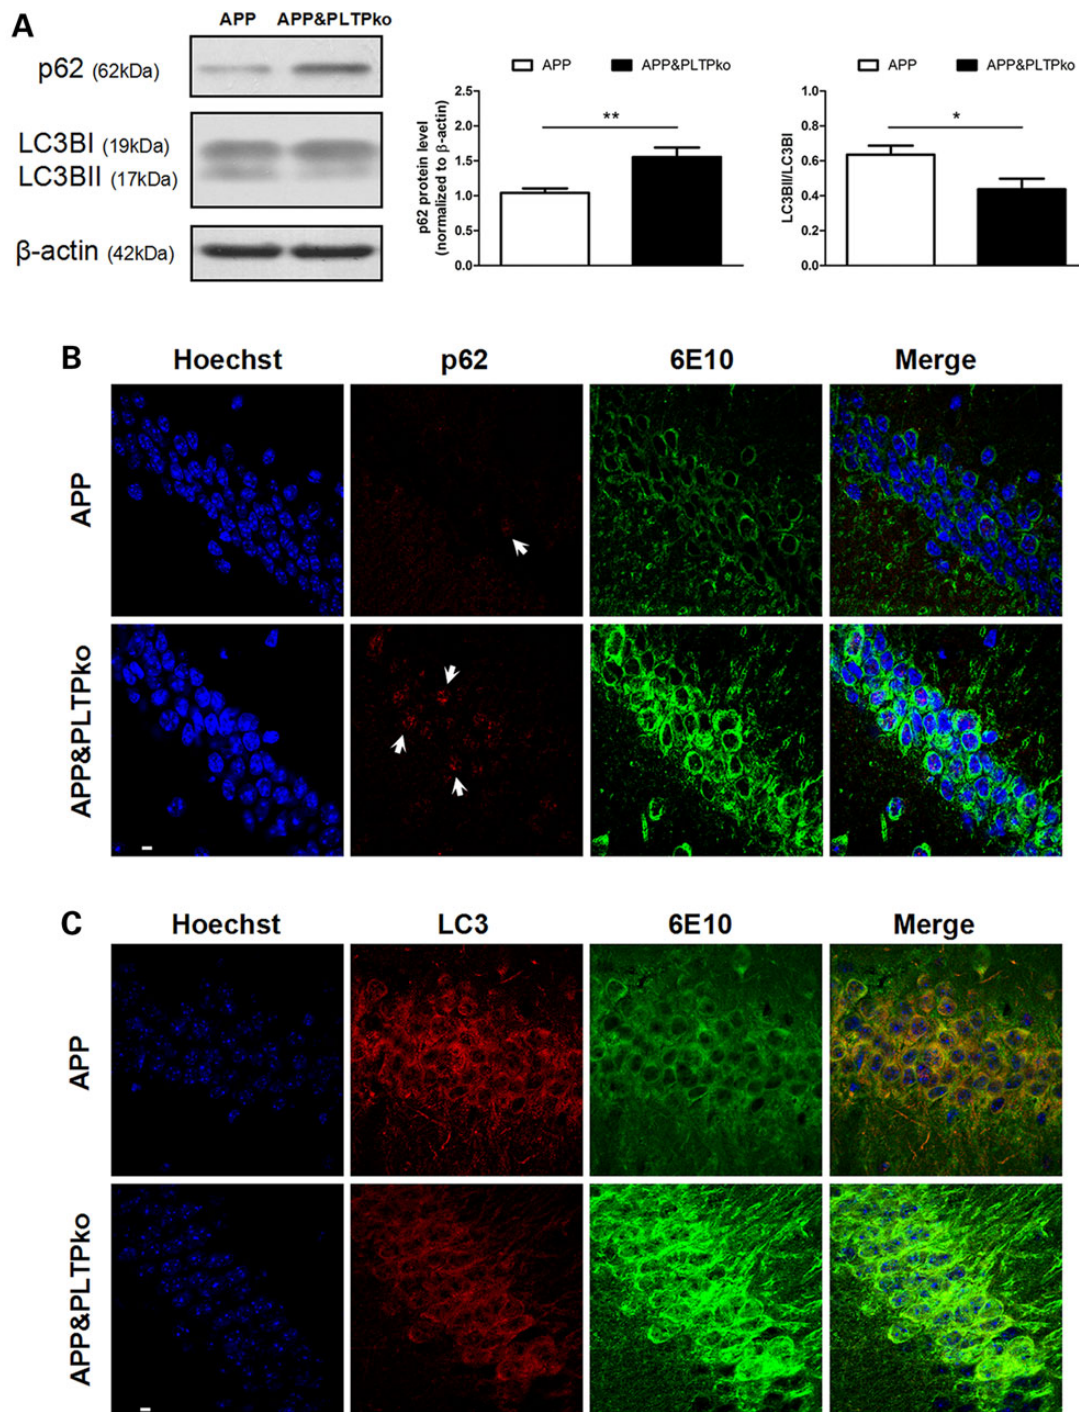 A
APP APP&PLTPko
p62 (62kDa)
LC3BI (19kDa)
LC3BII (17kDa)
β-actin (42kDa)
APP APP&PLTPko
2.5
2.0
1.5
1.0
0.5
0.0
p62 protein level
(normalized to β-actin)
**
APP APP&PLTPko
1.0
0.8
0.6
0.4
0.2
0.0
LC3BII/LC3BI
*
B
Hoechst p62 6E10 Merge
APP
APP&PLTPko
C
Hoechst LC3 6E10 Merge
APP
APP&PLTPko